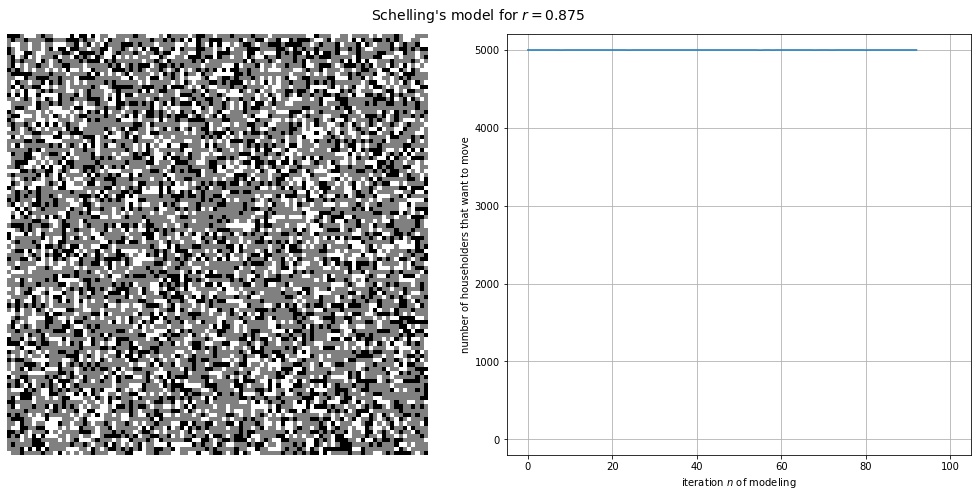 Schelling's model for r = 0.875
number of householders that want to move
5000
4000
3000
2000
1000
0
0 20 40 60 80 100
iteration n of modeling